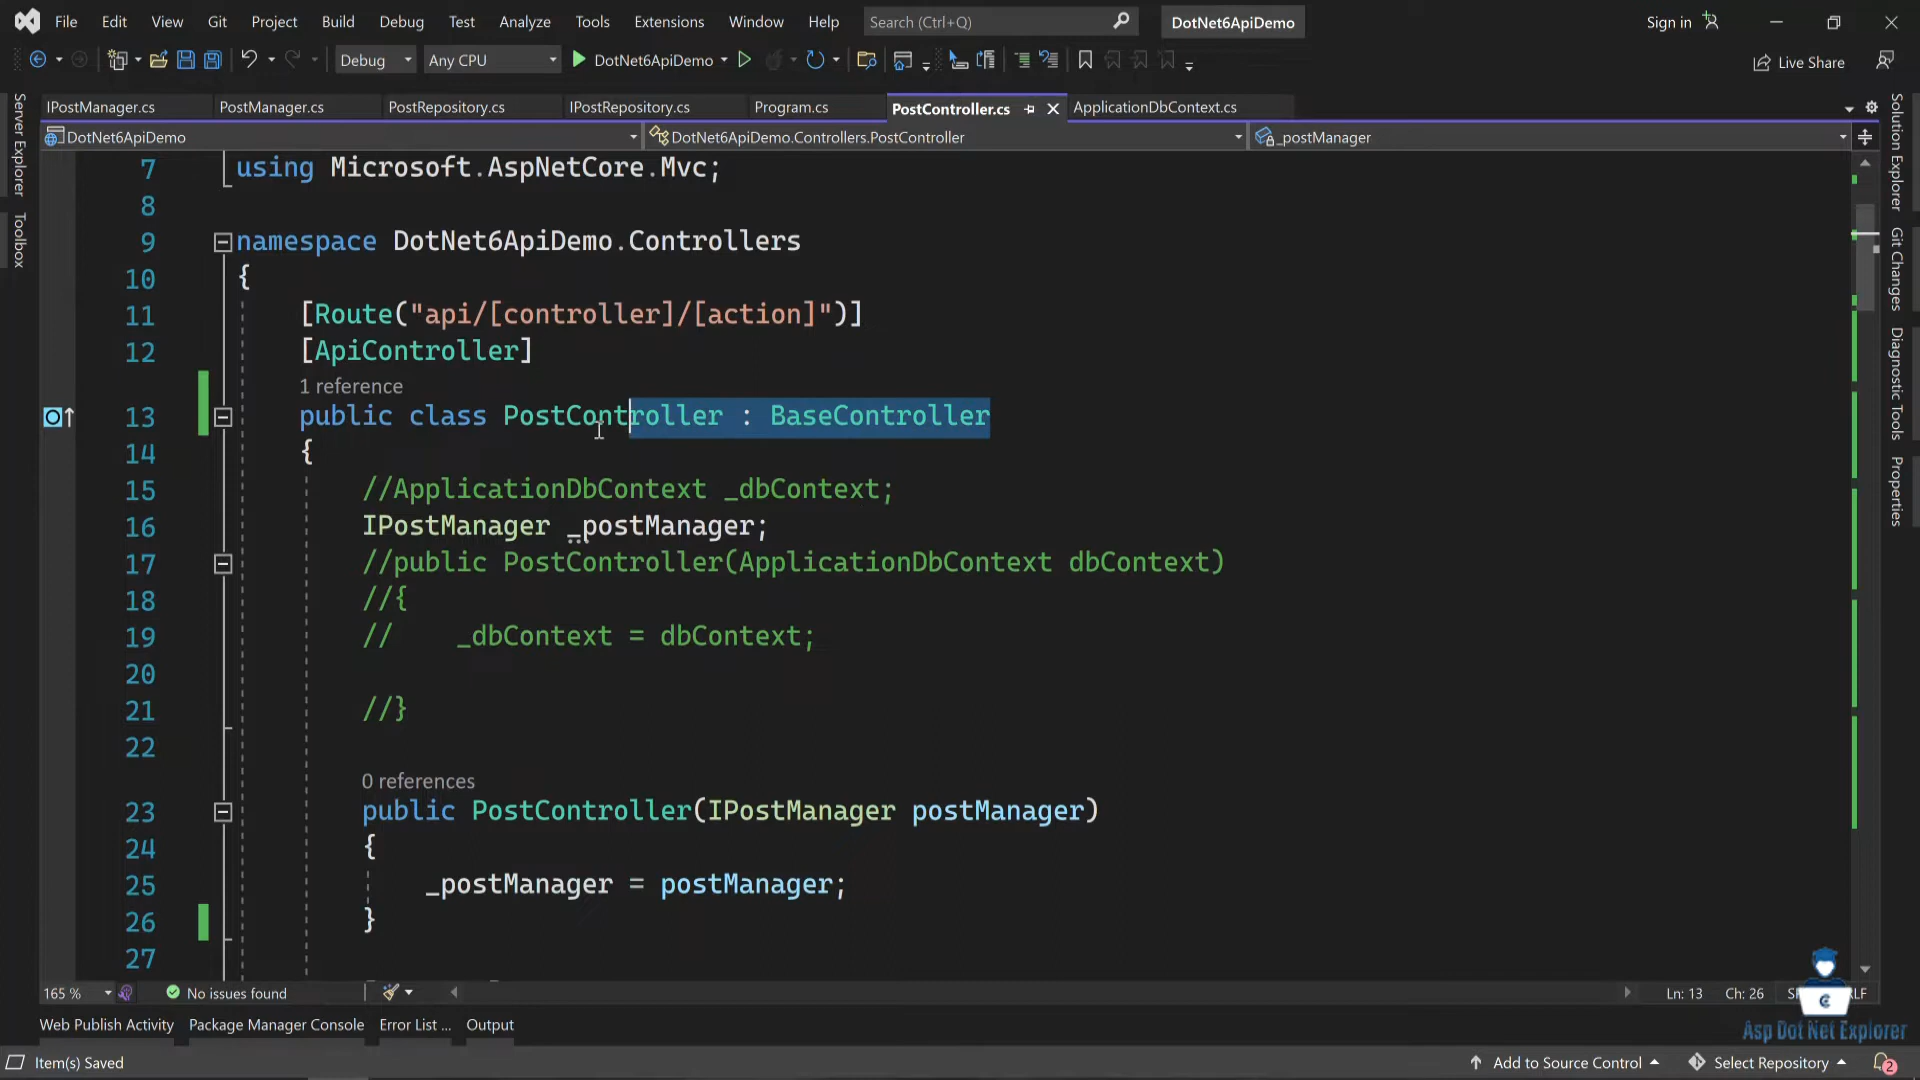 File Edit View Git Project Build Debug Test Analyze Tools Extensions Window Help Search (Ctrl+Q) DotNet6ApiDemo Sign in
Debug Any CPU DotNet6ApiDemo Live Share
IPostManager.cs PostManager.cs PostRepository.cs IPostRepository.cs Program.cs PostController.cs ApplicationDbContext.cs
DotNet6ApiDemo DotNet6ApiDemo.Controllers.PostController _postManager
Server Explorer
Toolbox
7 using Microsoft.AspNetCore.Mvc;
8
9 namespace DotNet6ApiDemo.Controllers
10 {
11 [Route("api/[controller]/[action]")]
12 [ApiController]
1 reference
13 public class PostController : BaseController
14 {
15 //ApplicationDbContext _dbContext;
16 IPostManager _postManager;
17 //public PostController(ApplicationDbContext dbContext)
18 //{
19 // _dbContext = dbContext;
20
21 //}
22
0 references
23 public PostController(IPostManager postManager)
24 {
25 _postManager = postManager;
26 }
27
Solution Explorer
Git Changes
Diagnostic Tools
Properties
165 % No issues found Ln: 13 Ch: 26
Asp Dot Net Explorer
Web Publish Activity Package Manager Console Error List ... Output
Item(s) Saved Add to Source Control Select Repository 2